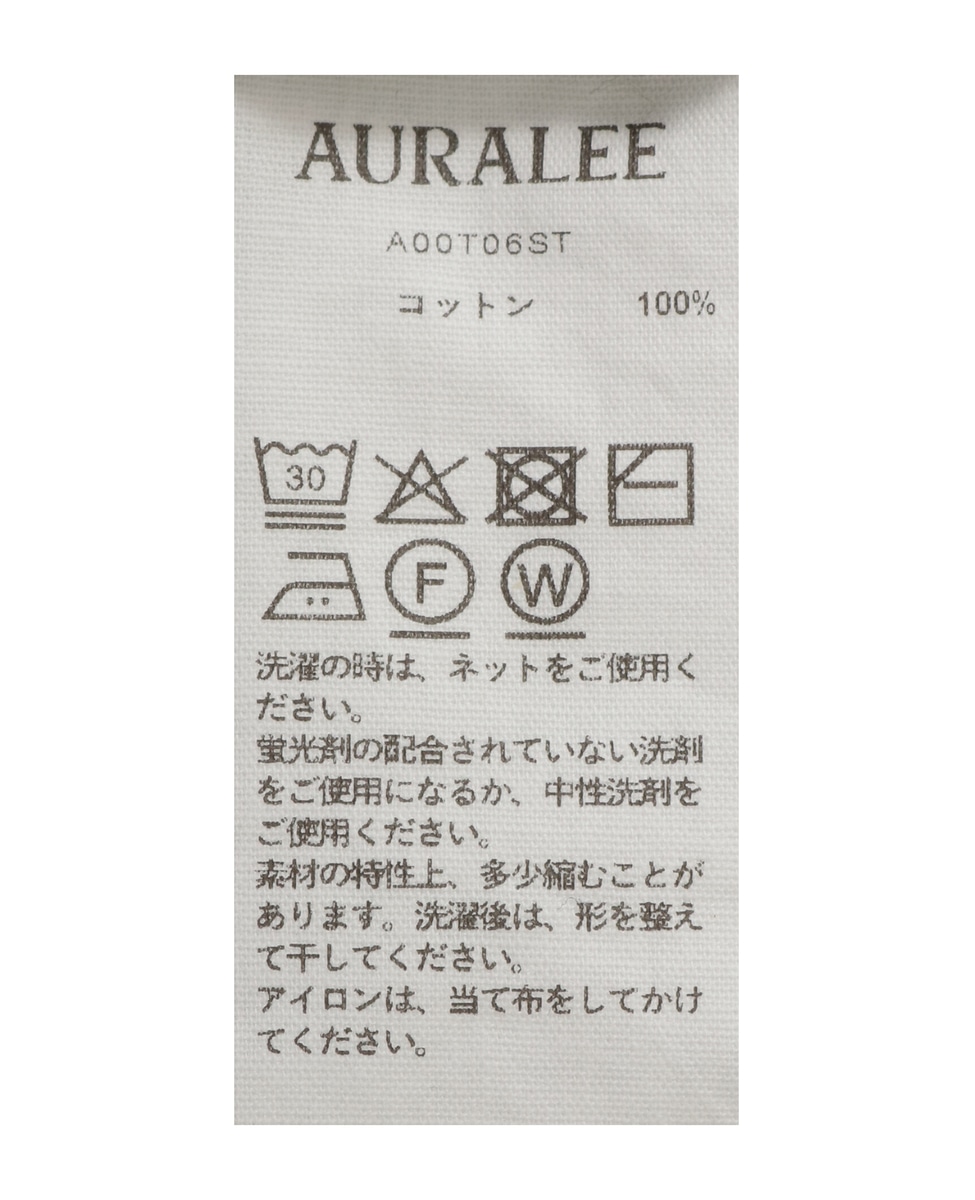 AURALEE
A00T06ST
コットン 100%
30
F W
洗濯の時は、ネットをご使用く
ださい。
蛍光剤の配合されていない洗剤
をご使用になるか、中性洗剤を
ご使用ください。
素材の特性上、多少縮むことが
あります。洗濯後は、形を整え
て干してください。
アイロンは、当て布をしてかけ
てください。